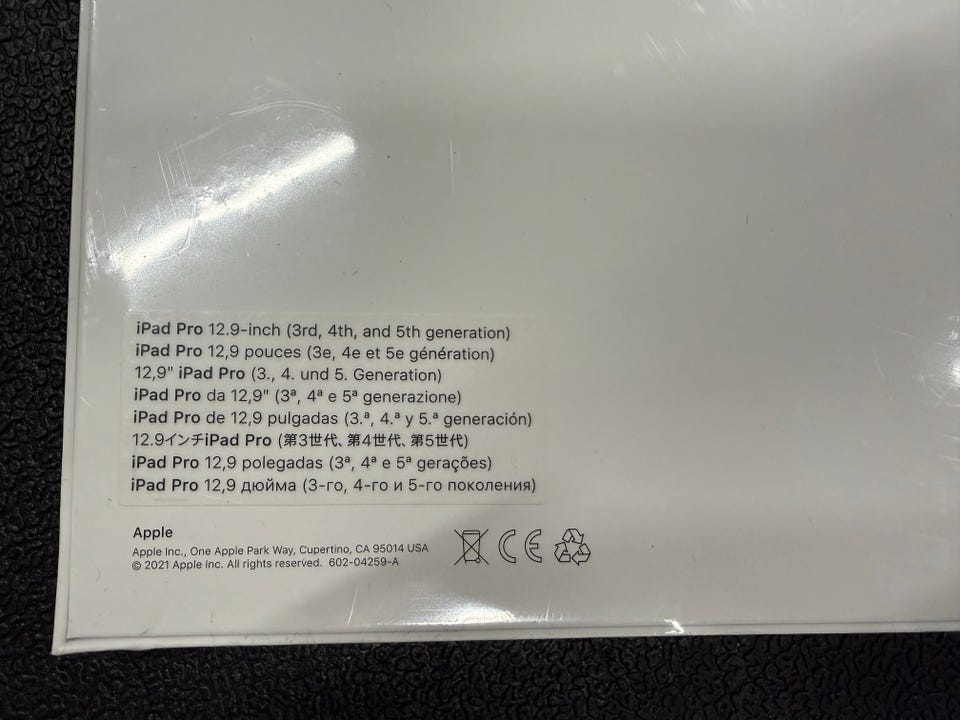 iPad Pro 12.9-inch (3rd, 4th, and 5th generation)
iPad Pro 12,9 pouces (3e, 4e et 5e génération)
12,9" iPad Pro (3., 4. und 5. Generation)
iPad Pro da 12,9" (3ª, 4ª e 5ª generazione)
iPad Pro de 12,9 pulgadas (3.ª, 4.ª y 5.ª generación)
12.9インチiPad Pro (第3世代、第4世代、第5世代)
iPad Pro 12,9 polegadas (3ª, 4ª e 5ª gerações)
iPad Pro 12,9 дюйма (3-го, 4-го и 5-го поколения)
Apple
Apple Inc., One Apple Park Way, Cupertino, CA 95014 USA
© 2021 Apple Inc. All rights reserved. 602-04259-A
CE